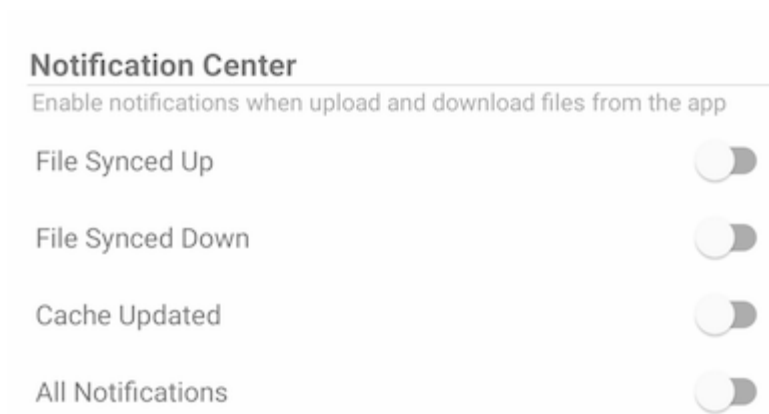 Notification Center
Enable notifications when upload and download files from the app
File Synced Up
File Synced Down
Cache Updated
All Notifications